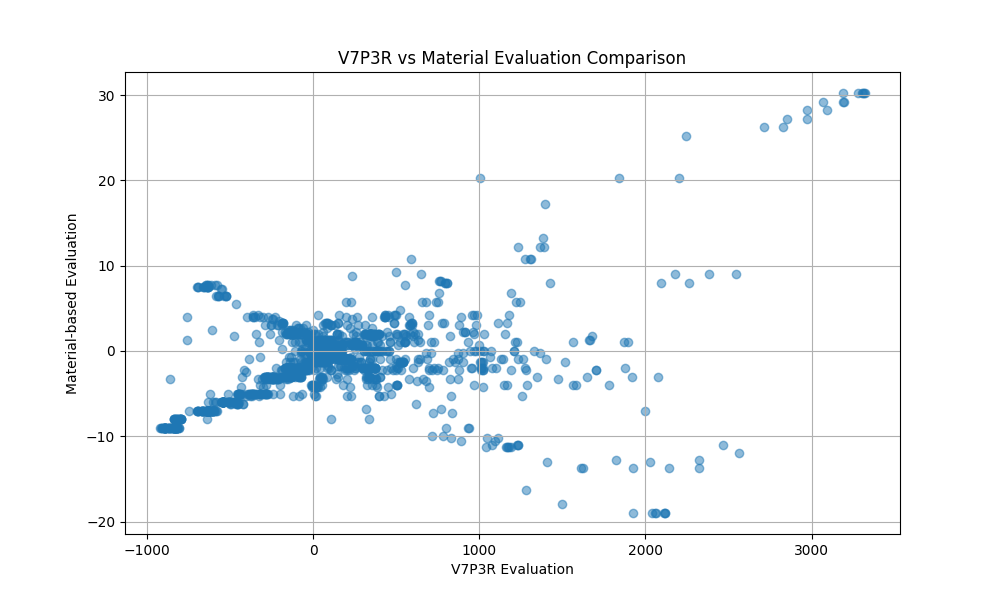 V7P3R vs Material Evaluation Comparison
Material-based Evaluation
30
20
10
0
−10
−20
−1000 0 1000 2000 3000
V7P3R Evaluation